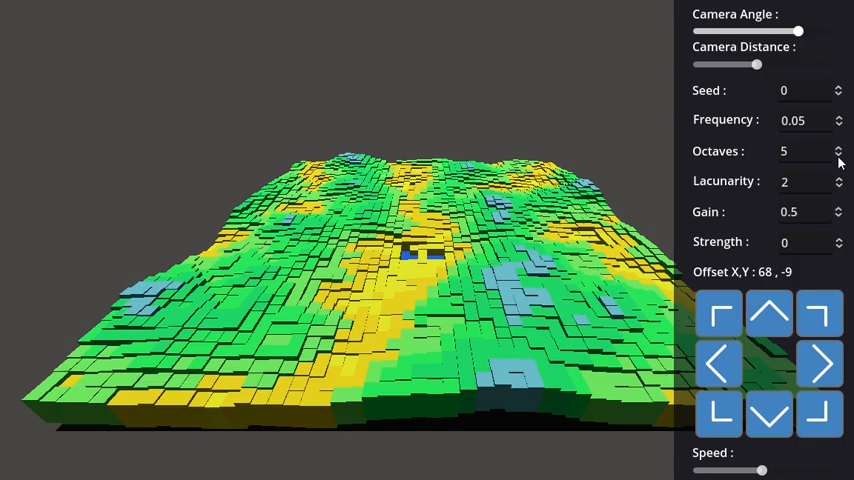 Camera Angle :
Camera Distance :
Seed : 0
Frequency : 0.05
Octaves : 5
Lacunarity : 2
Gain : 0.5
Strength : 0
Offset X,Y : 68 , -9
Speed :